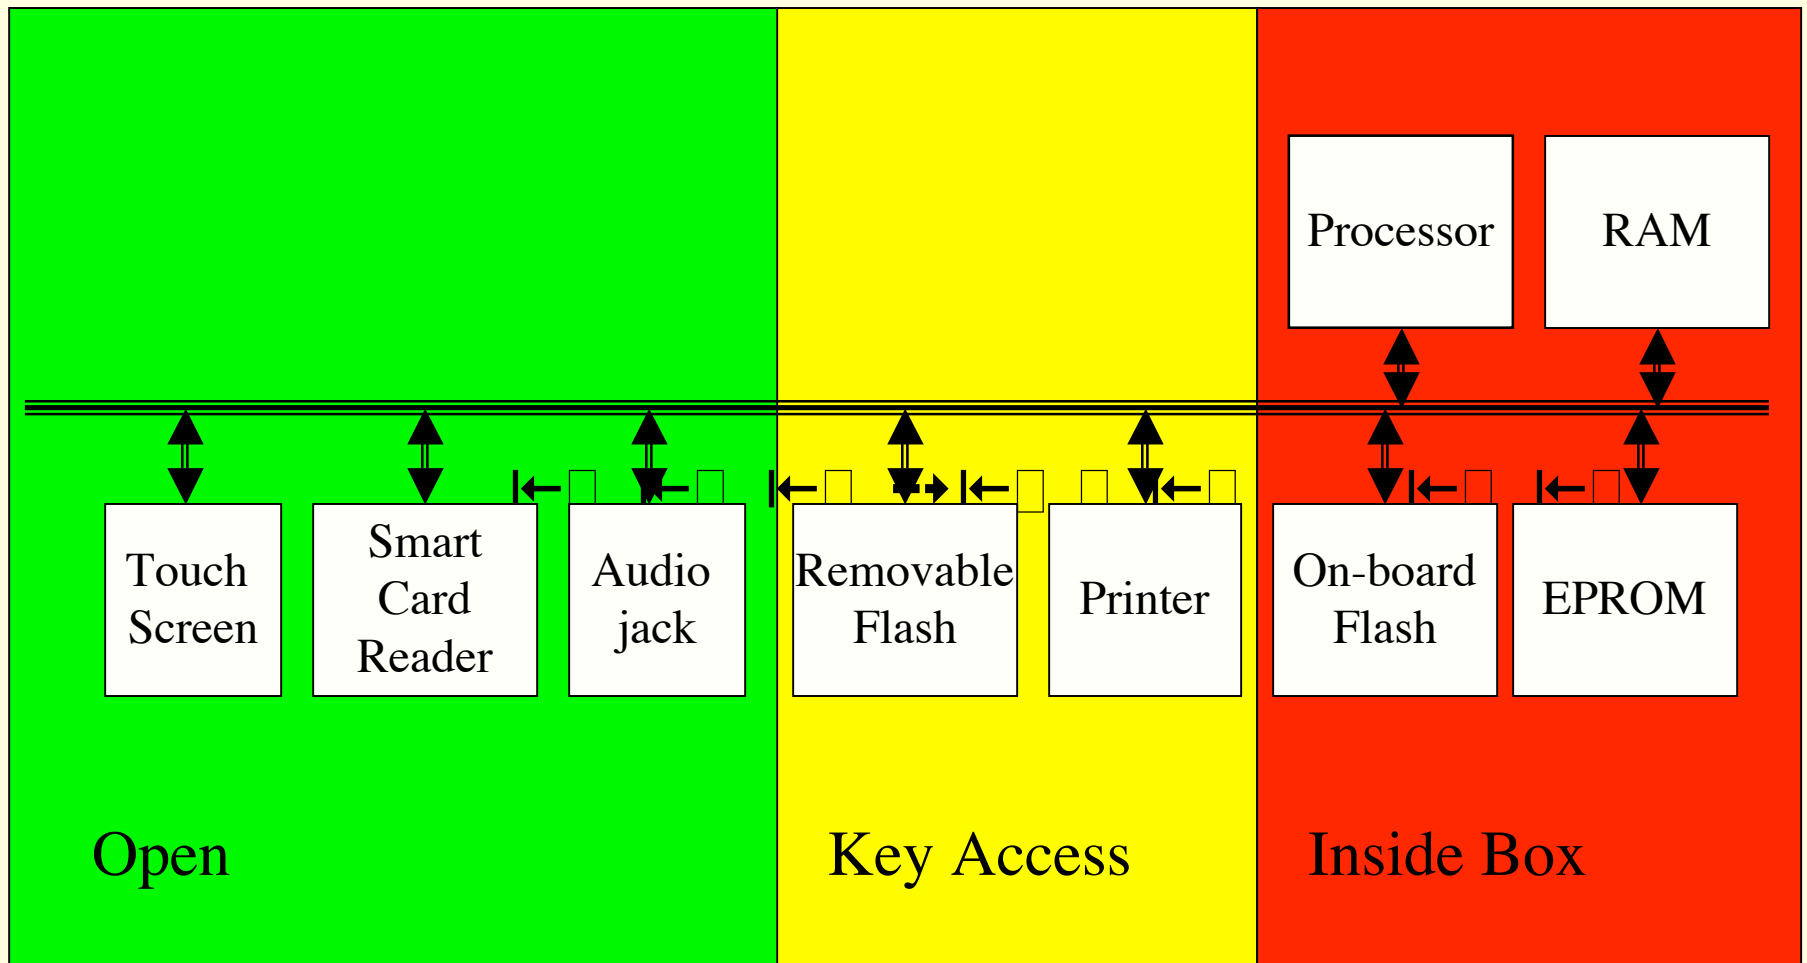 Processor
RAM
Touch
Screen
Smart
Card
Reader
Audio
jack
Removable
Flash
Printer
On-board
Flash
EPROM
Open
Key Access
Inside Box